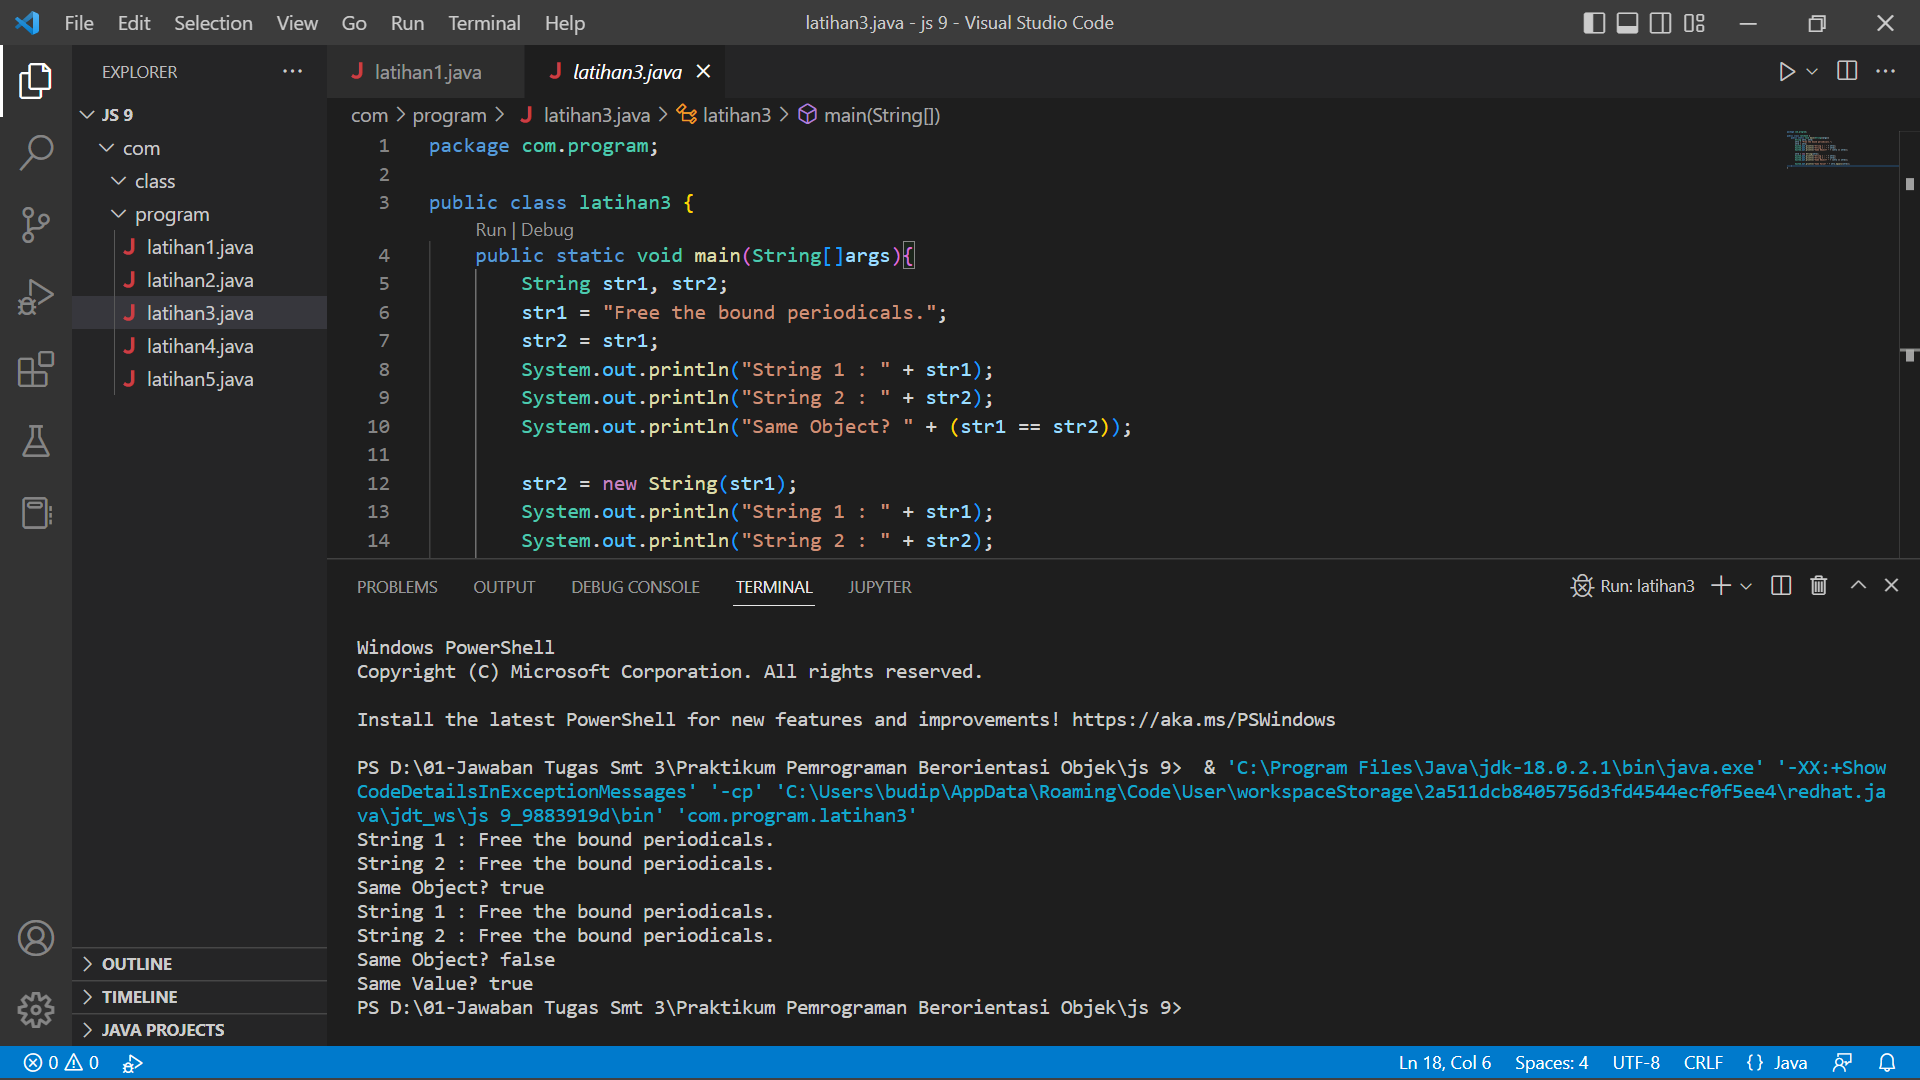 File Edit Selection View Go Run Terminal Help
latihan3.java - js 9 - Visual Studio Code
EXPLORER
JS 9
com
class
program
latihan1.java
latihan2.java
latihan3.java
latihan4.java
latihan5.java
OUTLINE
TIMELINE
JAVA PROJECTS
latihan1.java latihan3.java
com > program > latihan3.java > latihan3 > main(String[])
1 package com.program;
2
3 public class latihan3 {
Run | Debug
4 public static void main(String[]args){
5 String str1, str2;
6 str1 = "Free the bound periodicals.";
7 str2 = str1;
8 System.out.println("String 1 : " + str1);
9 System.out.println("String 2 : " + str2);
10 System.out.println("Same Object? " + (str1 == str2));
11
12 str2 = new String(str1);
13 System.out.println("String 1 : " + str1);
14 System.out.println("String 2 : " + str2);
PROBLEMS OUTPUT DEBUG CONSOLE TERMINAL JUPYTER
Run: latihan3
Windows PowerShell
Copyright (C) Microsoft Corporation. All rights reserved.
Install the latest PowerShell for new features and improvements! https://aka.ms/PSWindows
PS D:\01-Jawaban Tugas Smt 3\Praktikum Pemrograman Berorientasi Objek\js 9>  & 'C:\Program Files\Java\jdk-18.0.2.1\bin\java.exe' '-XX:+Show
CodeDetailsInExceptionMessages' '-cp' 'C:\Users\budip\AppData\Roaming\Code\User\workspaceStorage\2a511dcb8405756d3fd4544ecf0f5ee4\redhat.ja
va\jdt_ws\js 9_9883919d\bin' 'com.program.latihan3'
String 1 : Free the bound periodicals.
String 2 : Free the bound periodicals.
Same Object? true
String 1 : Free the bound periodicals.
String 2 : Free the bound periodicals.
Same Object? false
Same Value? true
PS D:\01-Jawaban Tugas Smt 3\Praktikum Pemrograman Berorientasi Objek\js 9>
0 0
Ln 18, Col 6 Spaces: 4 UTF-8 CRLF {} Java